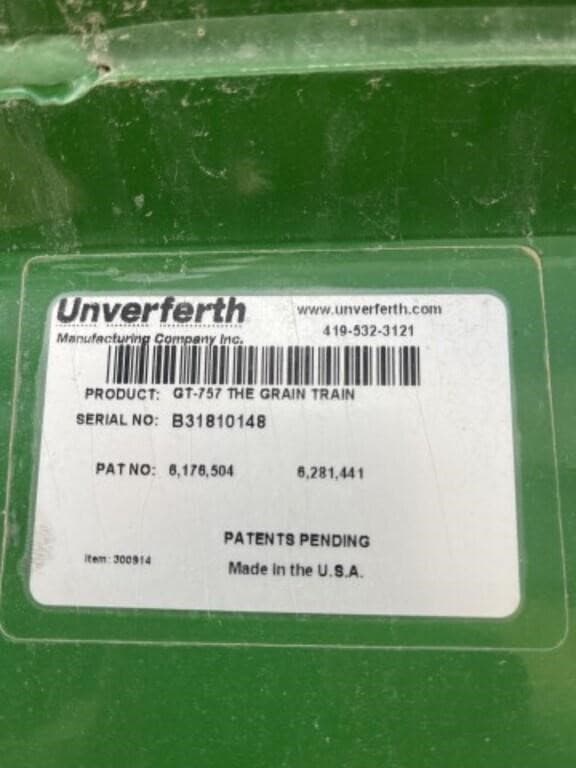 Unverferth
Manufacturing Company Inc.
www.unverferth.com
419-532-3121
PRODUCT: GT-757 THE GRAIN TRAIN
SERIAL NO: B31810148
PAT NO: 6,176,504 6,281,441
PATENTS PENDING
Item: 300914
Made in the U.S.A.